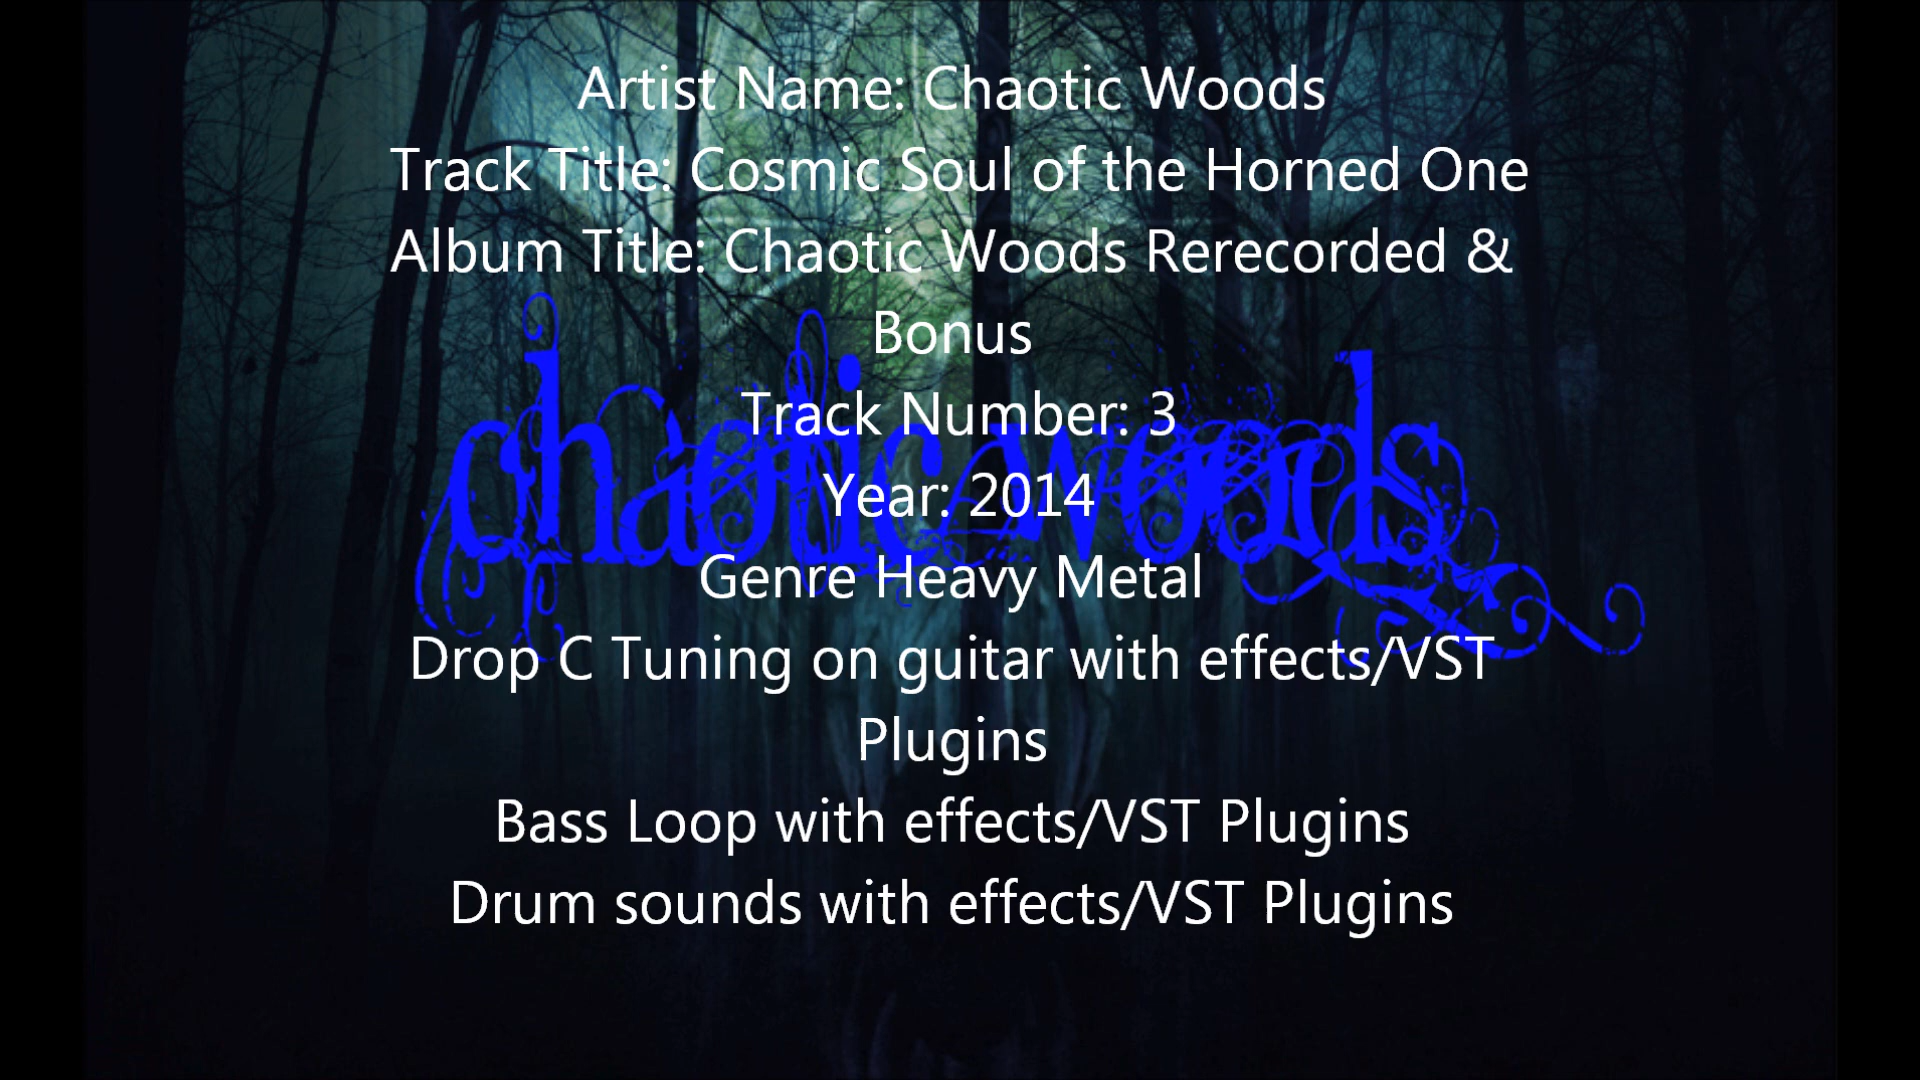 Artist Name: Chaotic Woods
Track Title: Cosmic Soul of the Horned One
Album Title: Chaotic Woods Rerecorded &
Bonus
Track Number: 3
Year: 2014
Genre Heavy Metal
Drop C Tuning on guitar with effects/VST
Plugins
Bass Loop with effects/VST Plugins
Drum sounds with effects/VST Plugins
chaotic woods